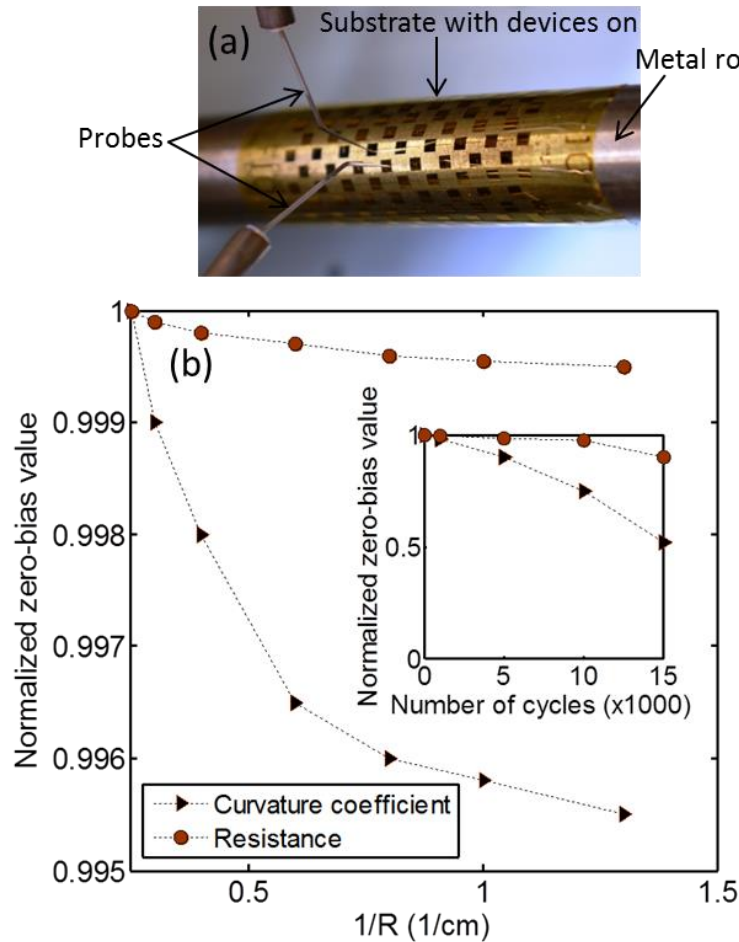 (a)
Substrate with devices on
Metal ro
Probes
(b)
Normalized zero-bias value
1
0.999
0.998
0.997
0.996
0.995
0.5
1
1.5
1/R (1/cm)
Normalized zero-bias value
1
0.5
0
0
5
10
15
Number of cycles (x1000)
Curvature coefficient
Resistance